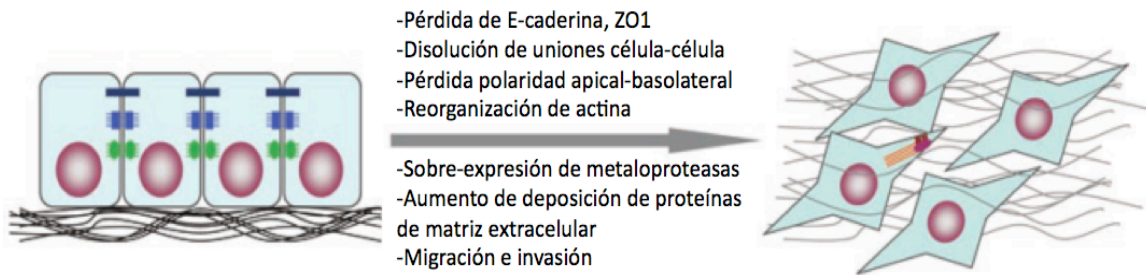 -Pérdida de E-caderina, ZO1
-Disolución de uniones célula-célula
-Pérdida polaridad apical-basolateral
-Reorganización de actina
-Sobre-expresión de metaloproteasas
-Aumento de deposición de proteínas
de matriz extracelular
-Migración e invasión